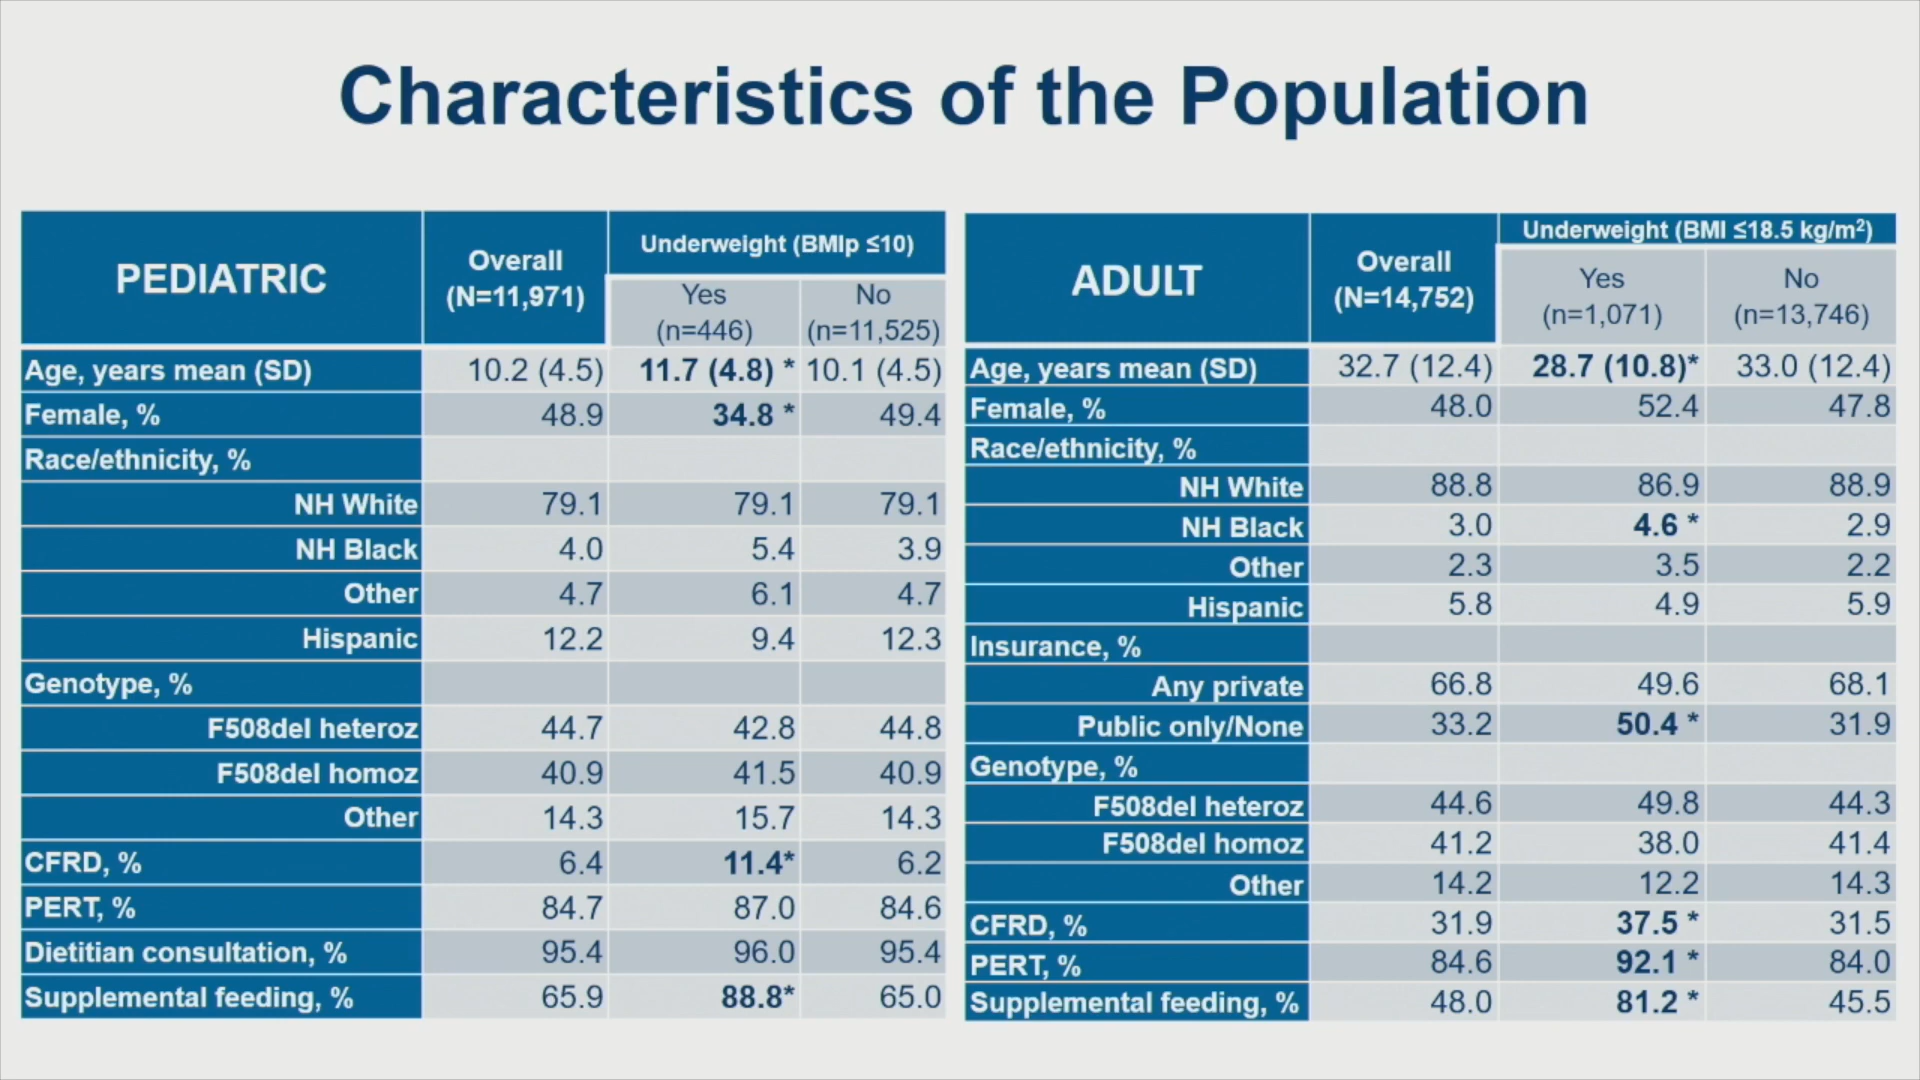 Characteristics of the Population
PEDIATRIC
Overall
(N=11,971)
Underweight (BMIp ≤10)
Yes
(n=446)
No
(n=11,525)
Age, years mean (SD) 10.2 (4.5) 11.7 (4.8) * 10.1 (4.5)
Female, % 48.9 34.8 * 49.4
Race/ethnicity, %
NH White 79.1 79.1 79.1
NH Black 4.0 5.4 3.9
Other 4.7 6.1 4.7
Hispanic 12.2 9.4 12.3
Genotype, %
F508del heteroz 44.7 42.8 44.8
F508del homoz 40.9 41.5 40.9
Other 14.3 15.7 14.3
CFRD, % 6.4 11.4* 6.2
PERT, % 84.7 87.0 84.6
Dietitian consultation, % 95.4 96.0 95.4
Supplemental feeding, % 65.9 88.8* 65.0
ADULT
Overall
(N=14,752)
Underweight (BMI ≤18.5 kg/m²)
Yes
(n=1,071)
No
(n=13,746)
Age, years mean (SD) 32.7 (12.4) 28.7 (10.8)* 33.0 (12.4)
Female, % 48.0 52.4 47.8
Race/ethnicity, %
NH White 88.8 86.9 88.9
NH Black 3.0 4.6 * 2.9
Other 2.3 3.5 2.2
Hispanic 5.8 4.9 5.9
Insurance, %
Any private 66.8 49.6 68.1
Public only/None 33.2 50.4 * 31.9
Genotype, %
F508del heteroz 44.6 49.8 44.3
F508del homoz 41.2 38.0 41.4
Other 14.2 12.2 14.3
CFRD, % 31.9 37.5 * 31.5
PERT, % 84.6 92.1 * 84.0
Supplemental feeding, % 48.0 81.2 * 45.5